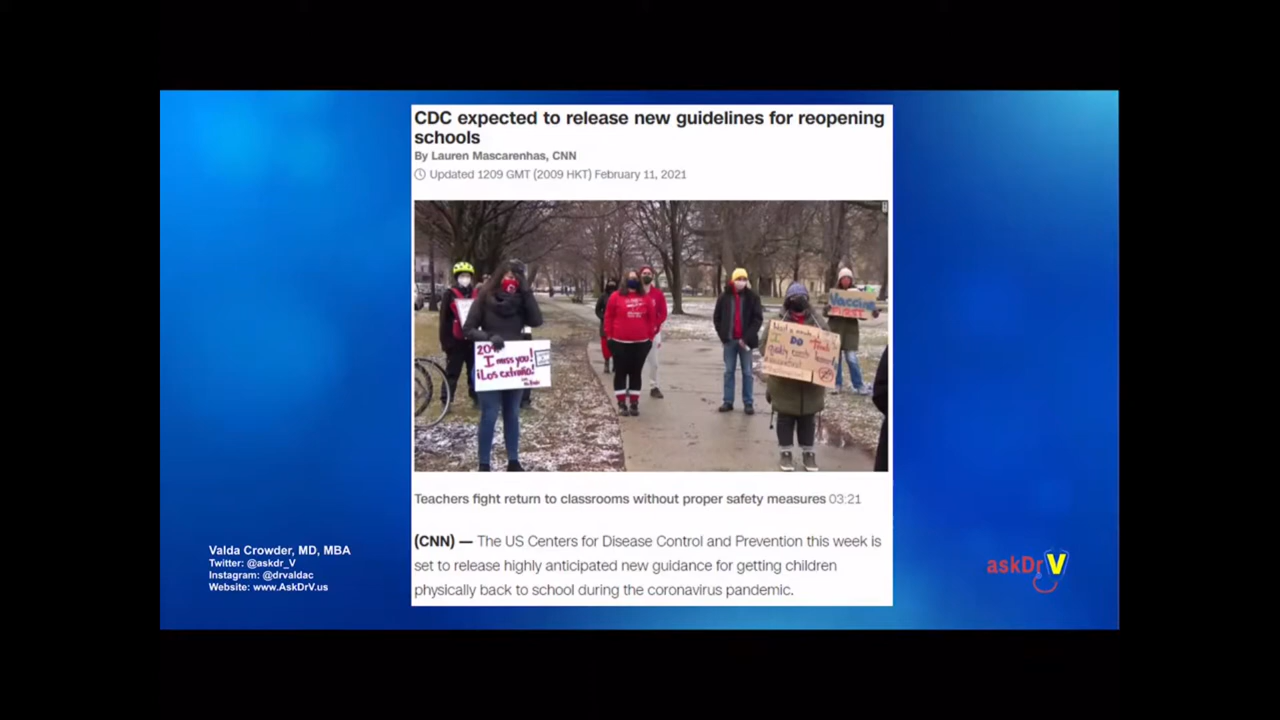 CDC expected to release new guidelines for reopening
schools
By Lauren Mascarenhas, CNN
Updated 1209 GMT (2009 HKT) February 11, 2021
I miss you!
¡Los extraño!
Vaccine
FIRST
I DO
Teachers fight return to classrooms without proper safety measures 03:21
(CNN) — The US Centers for Disease Control and Prevention this week is
set to release highly anticipated new guidance for getting children
physically back to school during the coronavirus pandemic.
Valda Crowder, MD, MBA
Twitter: @askdr_V
Instagram: @drvaldac
Website: www.AskDrV.us
askDrV